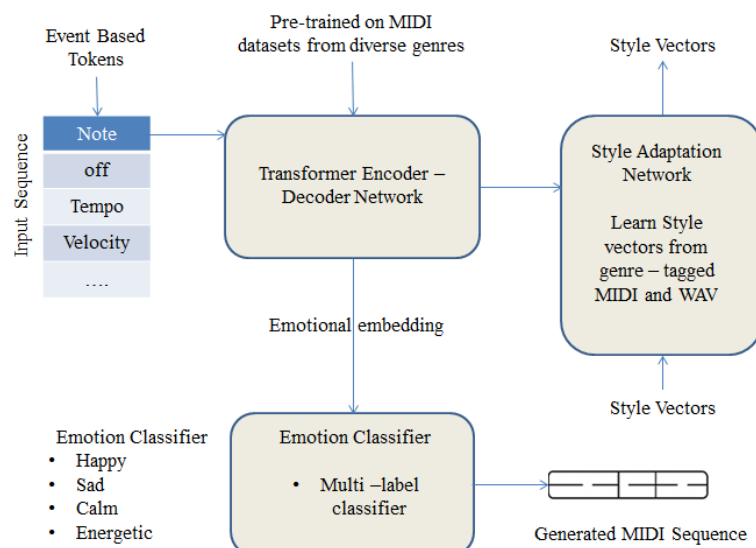 Event Based
Tokens
Pre-trained on MIDI
datasets from diverse genres
Style Vectors
Input Sequence
Note
off
Tempo
Velocity
….
Transformer Encoder –
Decoder Network
Style Adaptation
Network
Learn Style
vectors from
genre – tagged
MIDI and WAV
Emotional embedding
Style Vectors
Emotion Classifier
• Happy
• Sad
• Calm
• Energetic
Emotion Classifier
• Multi –label
classifier
Generated MIDI Sequence